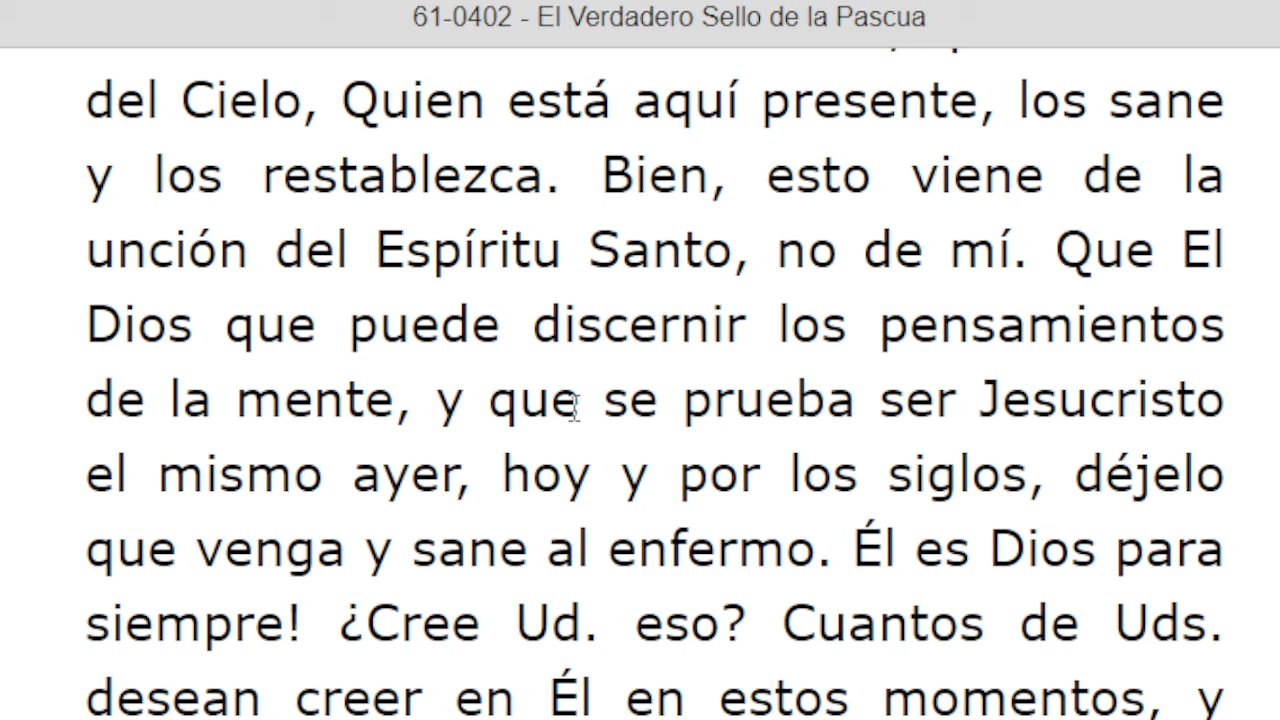 61-0402 - El Verdadero Sello de la Pascua
del Cielo, Quien está aquí presente, los sane
y los restablezca. Bien, esto viene de la
unción del Espíritu Santo, no de mí. Que El
Dios que puede discernir los pensamientos
de la mente, y que se prueba ser Jesucristo
el mismo ayer, hoy y por los siglos, déjelo
que venga y sane al enfermo. Él es Dios para
siempre! ¿Cree Ud. eso? Cuantos de Uds.
desean creer en Él en estos momentos, y